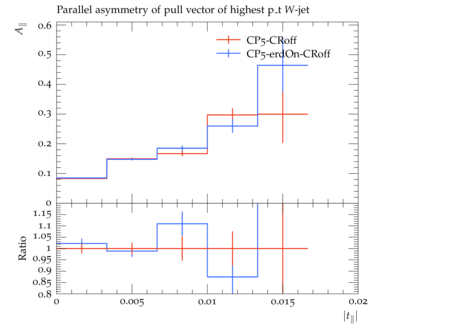 Parallel asymmetry of pull vector of highest p_t W-jet
A∥
0.6
0.5
0.4
0.3
0.2
0.1
0
CP5-CRoff
CP5-erdOn-CRoff
Ratio
1.15
1.1
1.05
1
0.95
0.9
0.85
0.8
0 0.005 0.01 0.015 0.02
|t∥|